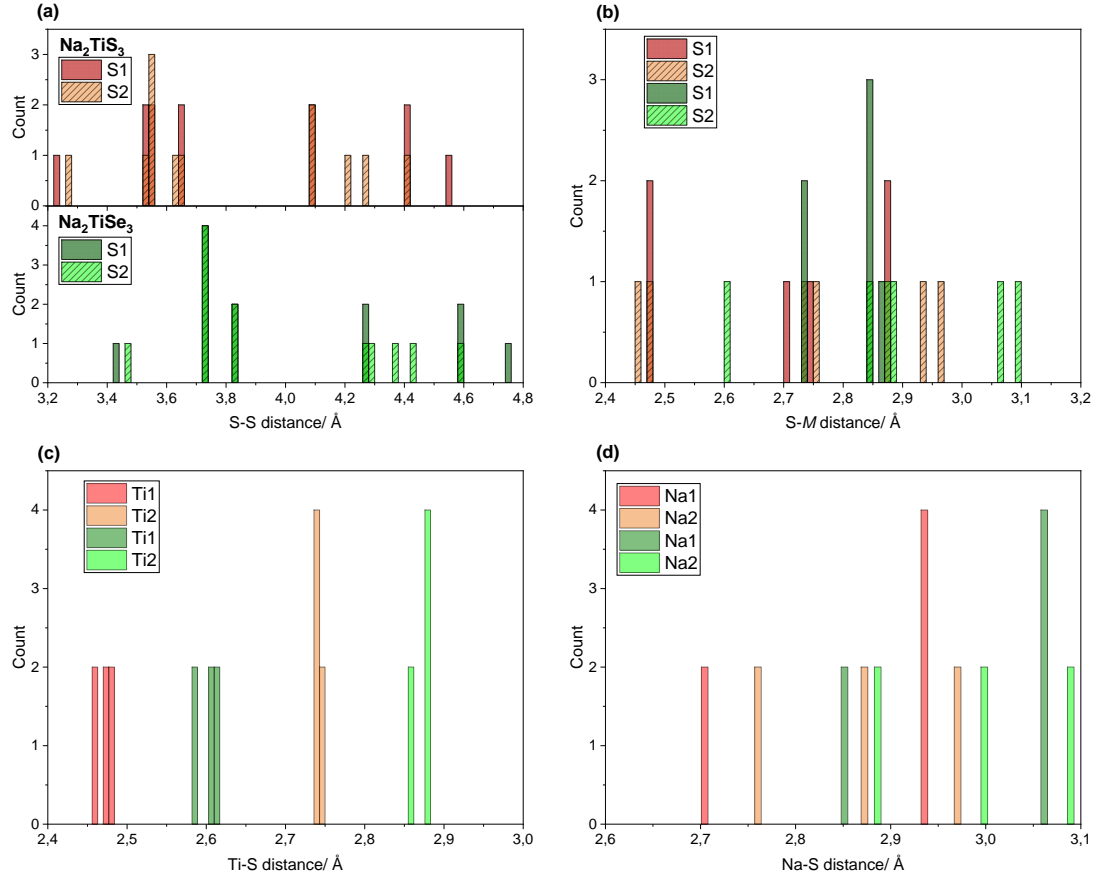 (a)
Na₂TiS₃
S1
S2
Count
3
2
1
0
Na₂TiSe₃
S1
S2
Count
4
3
2
1
0
3,2 3,4 3,6 3,8 4,0 4,2 4,4 4,6 4,8
S-S distance/ Å
(b)
S1
S2
S1
S2
Count
3
2
1
0
2,4 2,5 2,6 2,7 2,8 2,9 3,0 3,1 3,2
S-M distance/ Å
(c)
Ti1
Ti2
Ti1
Ti2
Count
4
3
2
1
0
2,4 2,5 2,6 2,7 2,8 2,9 3,0
Ti-S distance/ Å
(d)
Na1
Na2
Na1
Na2
Count
4
3
2
1
0
2,6 2,7 2,8 2,9 3,0 3,1
Na-S distance/ Å